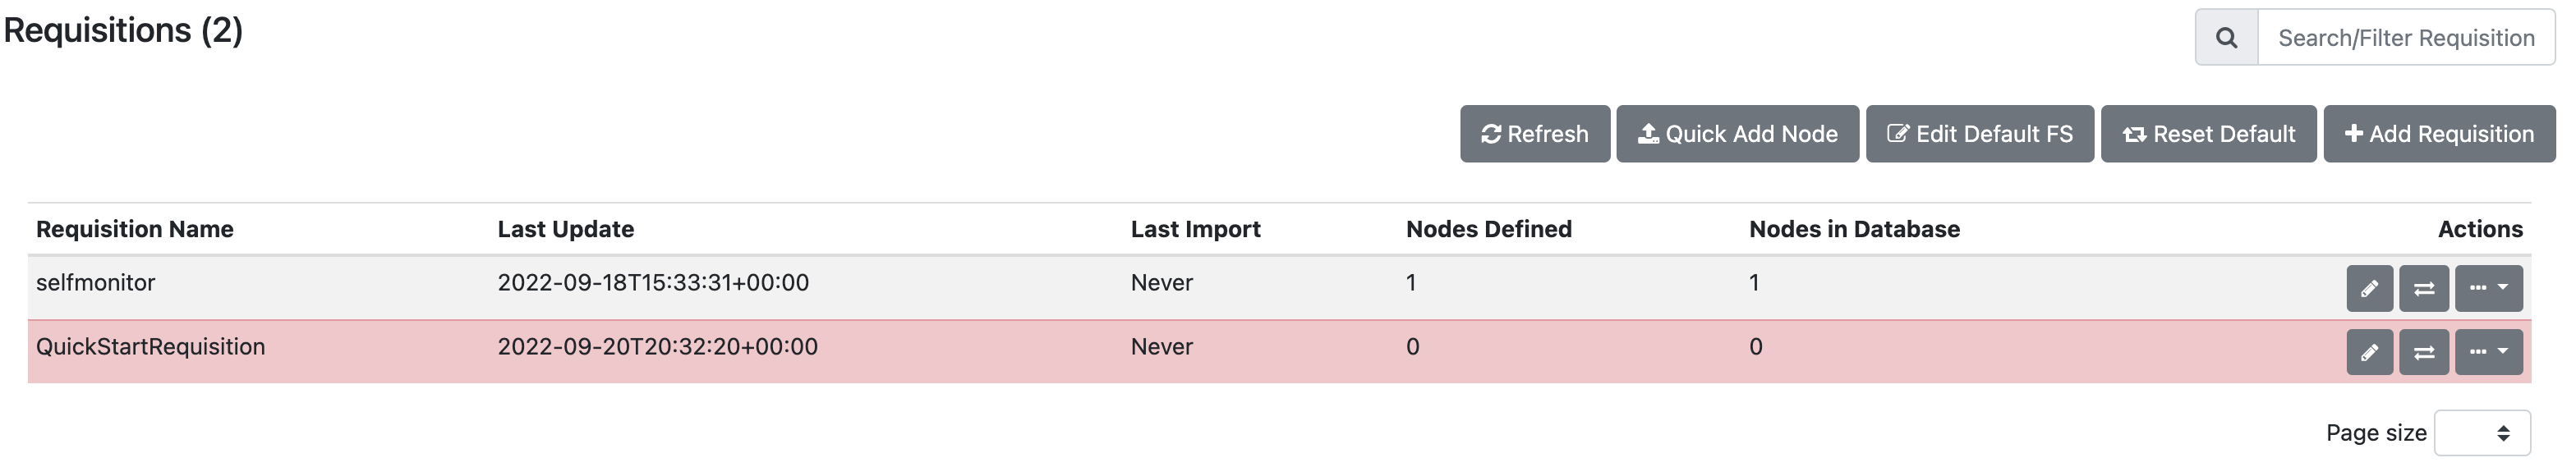 Requisitions (2)
Search/Filter Requisition
Refresh Quick Add Node Edit Default FS Reset Default Add Requisition
Requisition Name Last Update Last Import Nodes Defined Nodes in Database Actions
selfmonitor 2022-09-18T15:33:31+00:00 Never 1 1
QuickStartRequisition 2022-09-20T20:32:20+00:00 Never 0 0
Page size